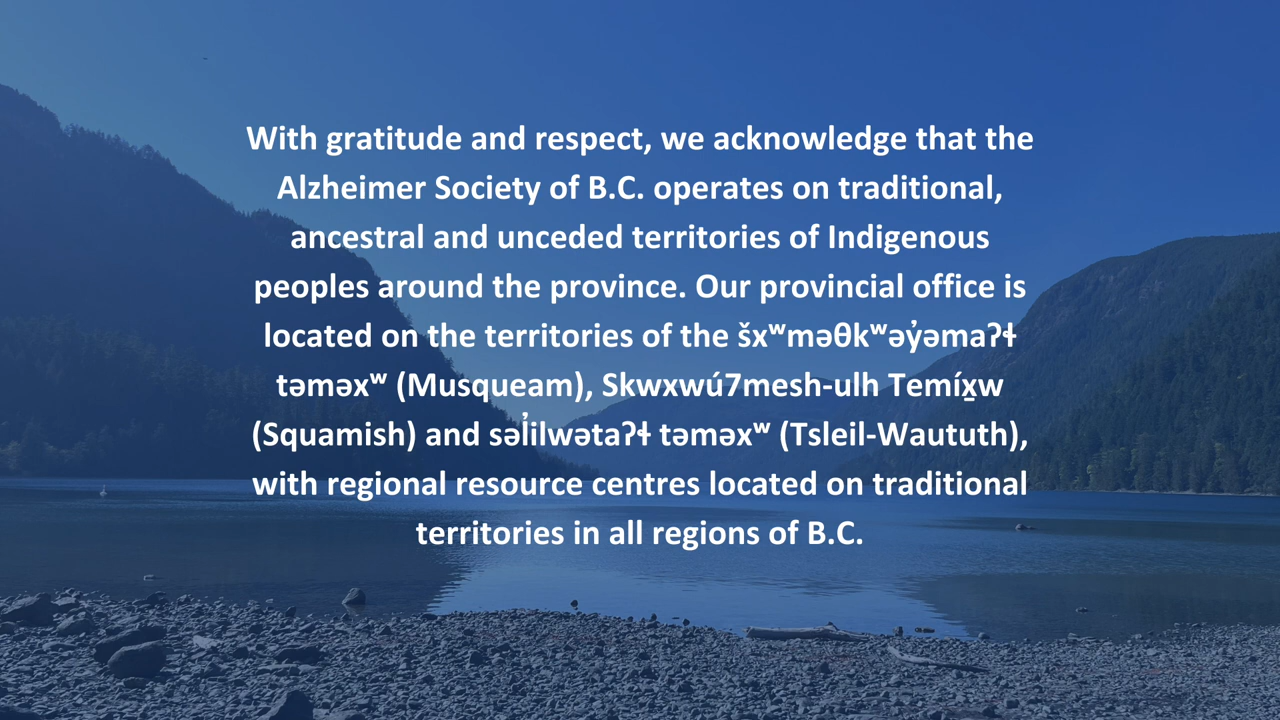 With gratitude and respect, we acknowledge that the
Alzheimer Society of B.C. operates on traditional,
ancestral and unceded territories of Indigenous
peoples around the province. Our provincial office is
located on the territories of the šxʷməθkʷəy̓əmaʔɬ
təməxʷ (Musqueam), Skwxwú7mesh-ulh Temíx̱w
(Squamish) and səl̓ilwətaʔɬ təməxʷ (Tsleil-Waututh),
with regional resource centres located on traditional
territories in all regions of B.C.